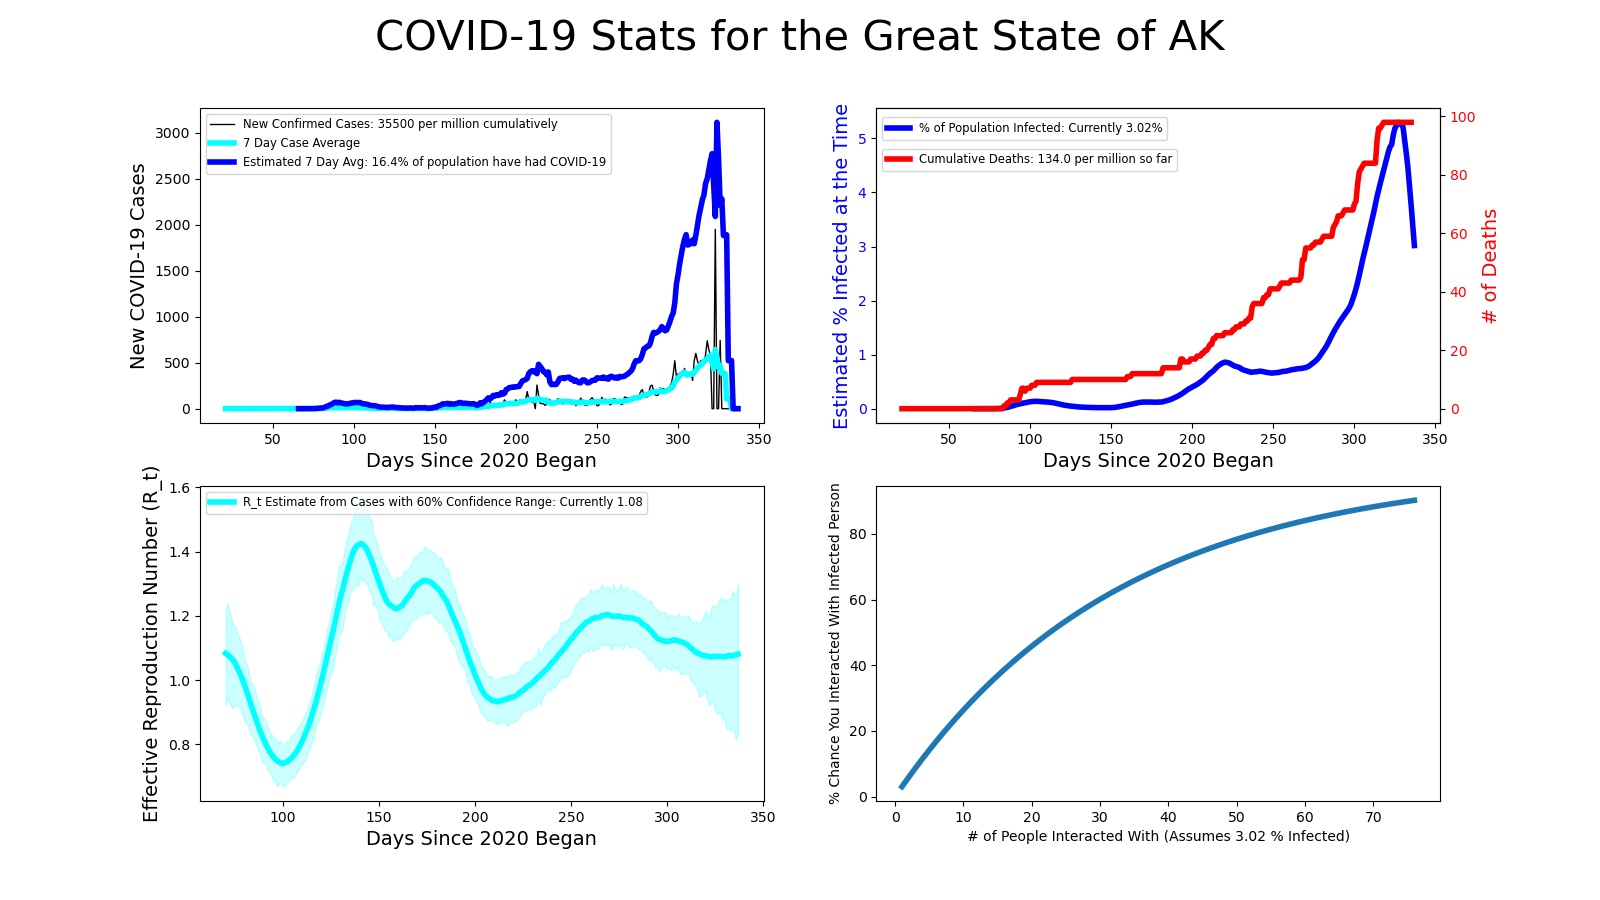 COVID-19 Stats for the Great State of AK
New COVID-19 Cases
3000
2500
2000
1500
1000
500
0
New Confirmed Cases: 35500 per million cumulatively
7 Day Case Average
Estimated 7 Day Avg: 16.4% of population have had COVID-19
50 100 150 200 250 300 350
Days Since 2020 Began
Estimated % Infected at the Time
5
4
3
2
1
0
% of Population Infected: Currently 3.02%
Cumulative Deaths: 134.0 per million so far
100
80
60
40
20
0
# of Deaths
50 100 150 200 250 300 350
Days Since 2020 Began
Effective Reproduction Number (R_t)
1.6
1.4
1.2
1.0
0.8
R_t Estimate from Cases with 60% Confidence Range: Currently 1.08
100 150 200 250 300 350
Days Since 2020 Began
% Chance You Interacted With Infected Person
80
60
40
20
0
0 10 20 30 40 50 60 70
# of People Interacted With (Assumes 3.02 % Infected)